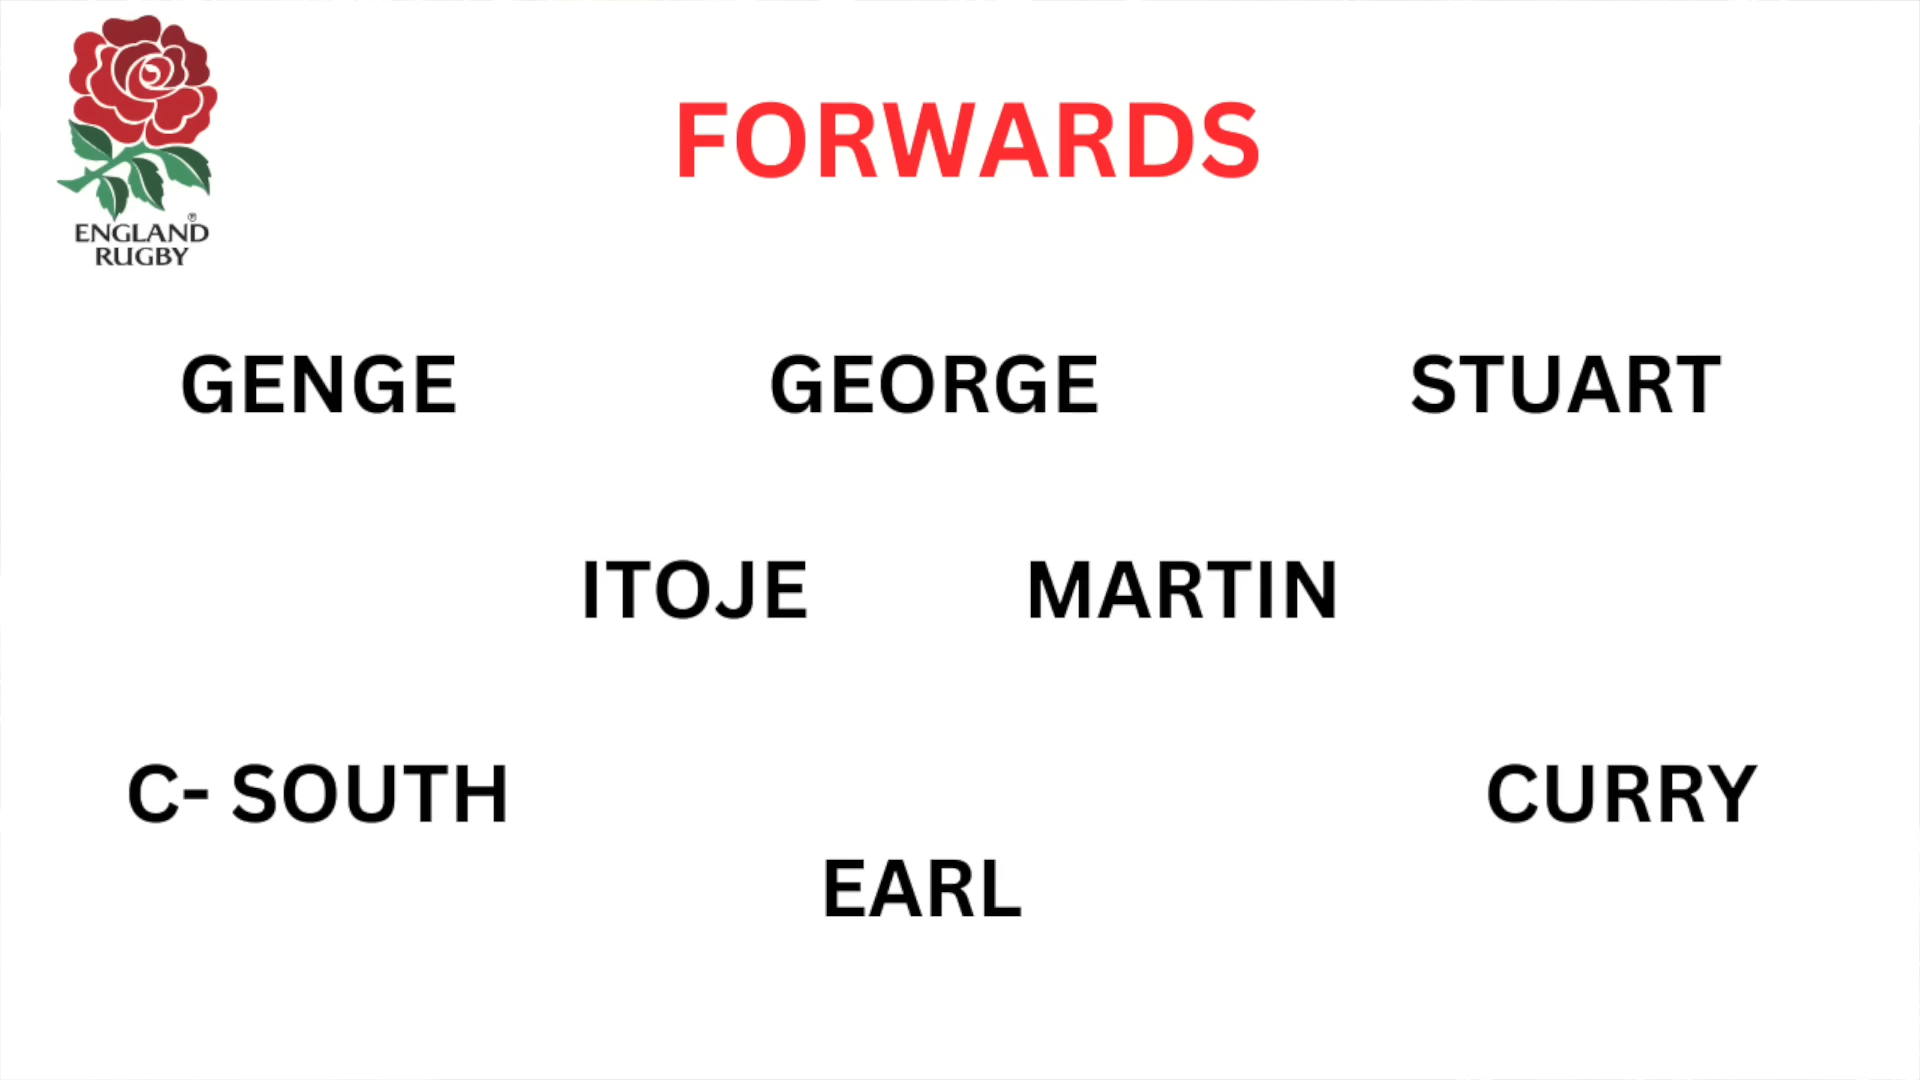 ENGLAND
RUGBY
®
FORWARDS
GENGE GEORGE STUART
ITOJE MARTIN
C- SOUTH CURRY
EARL